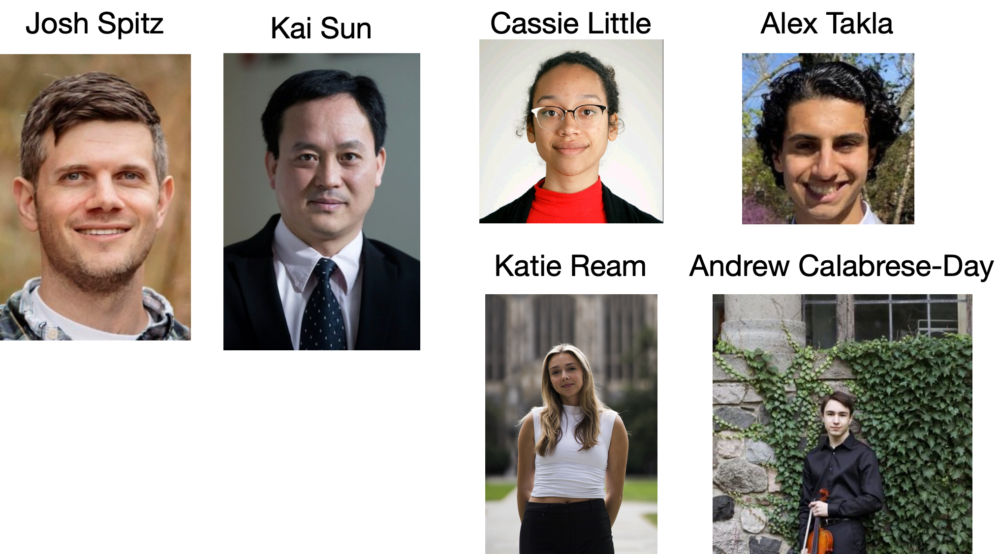 Josh Spitz
Kai Sun
Cassie Little
Alex Takla
Katie Ream
Andrew Calabrese-Day